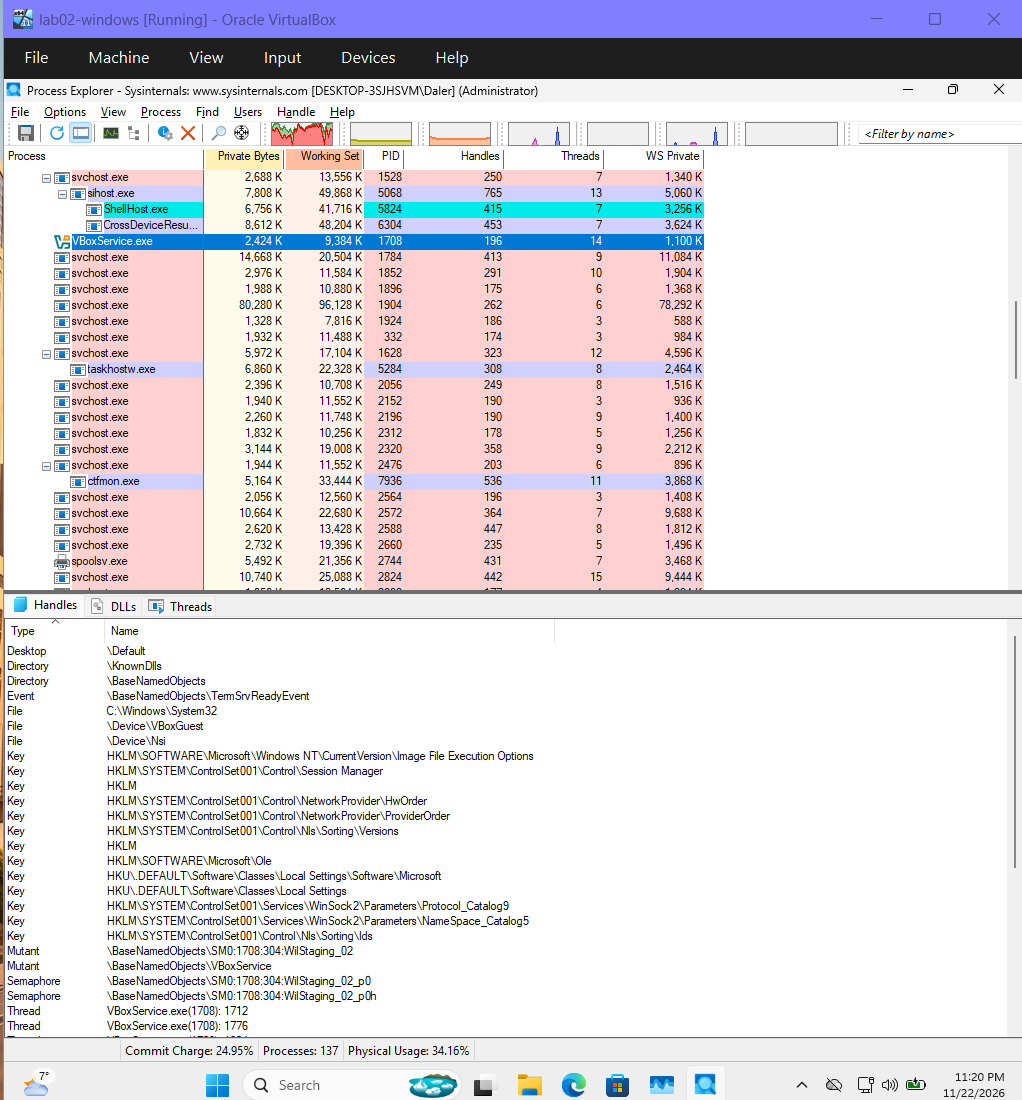 lab02-windows [Running] - Oracle VirtualBox
File Machine View Input Devices Help
Process Explorer - Sysinternals: www.sysinternals.com [DESKTOP-3SJHSVM\Daler] (Administrator)
File Options View Process Find Users Handle Help
<Filter by name>
Process Private Bytes Working Set PID Handles Threads WS Private
svchost.exe 2,688 K 13,556 K 1528 250 7 1,340 K
sihost.exe 7,808 K 49,868 K 5068 765 13 5,060 K
ShellHost.exe 6,756 K 41,716 K 5824 415 7 3,256 K
CrossDeviceResu... 8,612 K 48,204 K 6304 453 7 3,624 K
VBoxService.exe 2,424 K 9,384 K 1708 196 14 1,100 K
svchost.exe 14,668 K 20,504 K 1784 413 9 11,084 K
svchost.exe 2,976 K 11,584 K 1852 291 10 1,904 K
svchost.exe 1,988 K 10,880 K 1896 175 6 1,368 K
svchost.exe 80,280 K 96,128 K 1904 262 6 78,292 K
svchost.exe 1,328 K 7,816 K 1924 186 3 588 K
svchost.exe 1,932 K 11,488 K 332 174 3 984 K
svchost.exe 5,972 K 17,104 K 1628 323 12 4,596 K
taskhostw.exe 6,860 K 22,328 K 5284 308 8 2,464 K
svchost.exe 2,396 K 10,708 K 2056 249 8 1,516 K
svchost.exe 1,940 K 11,552 K 2152 190 3 936 K
svchost.exe 2,260 K 11,748 K 2196 190 9 1,400 K
svchost.exe 1,832 K 10,256 K 2312 178 5 1,256 K
svchost.exe 3,144 K 19,008 K 2320 358 9 2,212 K
svchost.exe 1,944 K 11,552 K 2476 203 6 896 K
ctfmon.exe 5,164 K 33,444 K 7936 536 11 3,868 K
svchost.exe 2,056 K 12,560 K 2564 196 3 1,408 K
svchost.exe 10,664 K 22,680 K 2572 364 7 9,688 K
svchost.exe 2,620 K 13,428 K 2588 447 8 1,812 K
svchost.exe 2,732 K 19,396 K 2660 235 5 1,496 K
spoolsv.exe 5,492 K 21,356 K 2744 431 7 3,468 K
svchost.exe 10,740 K 25,088 K 2824 442 15 9,444 K
Handles DLLs Threads
Type Name
Desktop \Default
Directory \KnownDlls
Directory \BaseNamedObjects
Event \BaseNamedObjects\TermSrvReadyEvent
File C:\Windows\System32
File \Device\VBoxGuest
File \Device\Nsi
Key HKLM\SOFTWARE\Microsoft\Windows NT\CurrentVersion\Image File Execution Options
Key HKLM\SYSTEM\ControlSet001\Control\Session Manager
Key HKLM
Key HKLM\SYSTEM\ControlSet001\Control\NetworkProvider\HwOrder
Key HKLM\SYSTEM\ControlSet001\Control\NetworkProvider\ProviderOrder
Key HKLM\SYSTEM\ControlSet001\Control\Nls\Sorting\Versions
Key HKLM
Key HKLM\SOFTWARE\Microsoft\Ole
Key HKU\.DEFAULT\Software\Classes\Local Settings\Software\Microsoft
Key HKU\.DEFAULT\Software\Classes\Local Settings
Key HKLM\SYSTEM\ControlSet001\Services\WinSock2\Parameters\Protocol_Catalog9
Key HKLM\SYSTEM\ControlSet001\Services\WinSock2\Parameters\NameSpace_Catalog5
Key HKLM\SYSTEM\ControlSet001\Control\Nls\Sorting\Ids
Mutant \BaseNamedObjects\SM0:1708:304:WilStaging_02
Mutant \BaseNamedObjects\VBoxService
Semaphore \BaseNamedObjects\SM0:1708:304:WilStaging_02_p0
Semaphore \BaseNamedObjects\SM0:1708:304:WilStaging_02_p0h
Thread VBoxService.exe(1708): 1712
Thread VBoxService.exe(1708): 1776
Commit Charge: 24.95% Processes: 137 Physical Usage: 34.16%
7°
Search
11:20 PM
11/22/2026